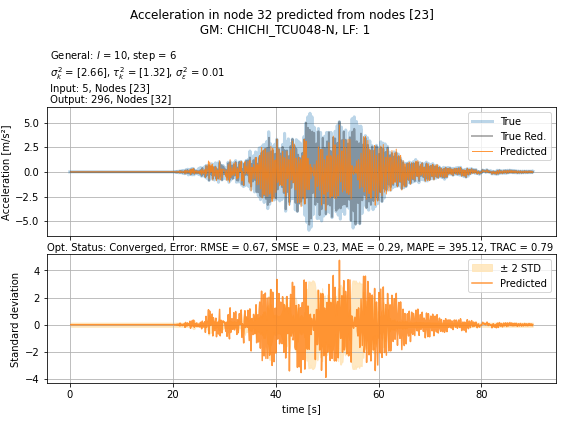 Acceleration in node 32 predicted from nodes [23]
GM: CHICHI_TCU048-N, LF: 1
General: l = 10, step = 6
σ²ₖ = [2.66], τ²ₖ = [1.32], σ²ε = 0.01
Input: 5, Nodes [23]
Output: 296, Nodes [32]
Acceleration [m/s²]
5.0
2.5
0.0
−2.5
−5.0
True
True Red.
Predicted
Opt. Status: Converged, Error: RMSE = 0.67, SMSE = 0.23, MAE = 0.29, MAPE = 395.12, TRAC = 0.79
Standard deviation
4
2
0
−2
−4
± 2 STD
Predicted
0 20 40 60 80
time [s]